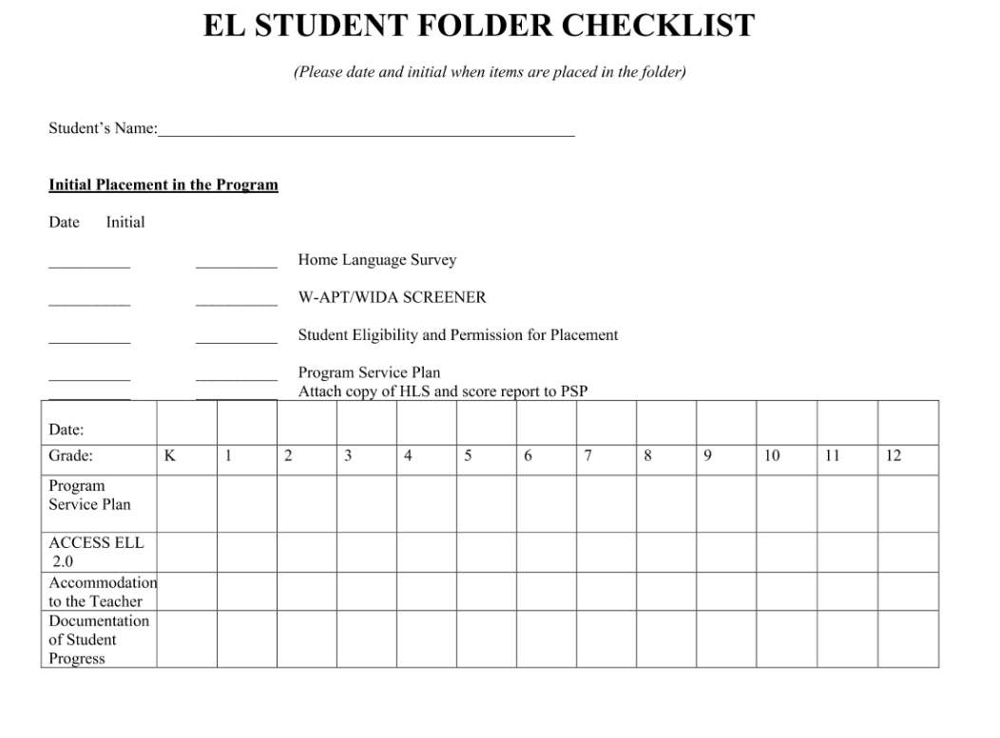 EL STUDENT FOLDER CHECKLIST
(Please date and initial when items are placed in the folder)
Student’s Name:
Initial Placement in the Program
Date Initial
Home Language Survey
W-APT/WIDA SCREENER
Student Eligibility and Permission for Placement
Program Service Plan
Attach copy of HLS and score report to PSP
Date:
Grade: K 1 2 3 4 5 6 7 8 9 10 11 12
Program
Service Plan
ACCESS ELL
2.0
Accommodation
to the Teacher
Documentation
of Student
Progress